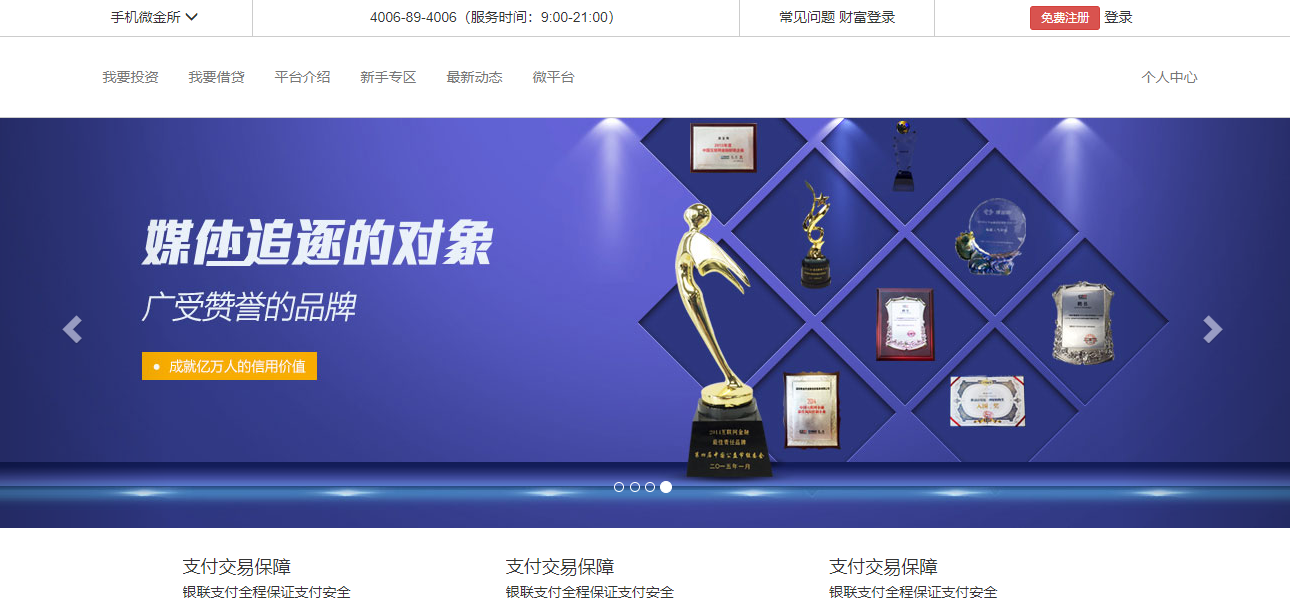 手机微金所
4006-89-4006（服务时间：9:00-21:00）
常见问题 财富登录
免费注册 登录
我要投资 我要借贷 平台介绍 新手专区 最新动态 微平台 个人中心
媒体追逐的对象
广受赞誉的品牌
成就亿万人的信用价值
2014互联网金融
最佳责任品牌
第四届中国公益节组委会
二〇一五年一月
支付交易保障 支付交易保障 支付交易保障
银联支付全程保证支付安全 银联支付全程保证支付安全 银联支付全程保证支付安全